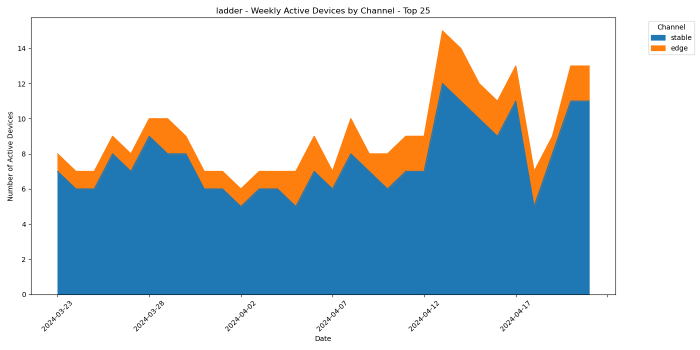 ladder - Weekly Active Devices by Channel - Top 25
Channel
stable
edge
Number of Active Devices
14
12
10
8
6
4
2
0
2024-03-23
2024-03-28
2024-04-02
2024-04-07
2024-04-12
2024-04-17
Date